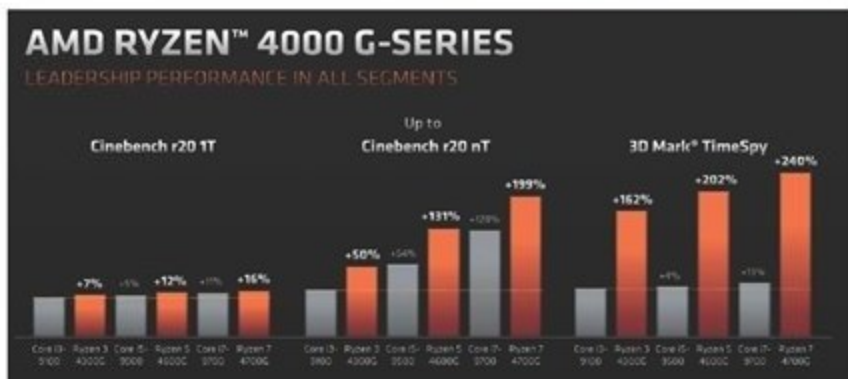 AMD RYZEN™ 4000 G-SERIES
LEADERSHIP PERFORMANCE IN ALL SEGMENTS
Up to
Cinebench r20 1T
Cinebench r20 nT
3D Mark® TimeSpy
+7% +12% +11% +16%
+50% +131% +199%
+162% +202% +240%
Core i3- Ryzen 3 Core i5- Ryzen 5 Core i7- Ryzen 7
9100 4300G 9500 4600G 9700 4700G
Core i3- Ryzen 3 Core i5- Ryzen 5 Core i7- Ryzen 7
9100 4300G 9500 4600G 9700 4700G
Core i3- Ryzen 3 Core i5- Ryzen 5 Core i7- Ryzen 7
9100 4300G 9500 4600G 9700 4700G